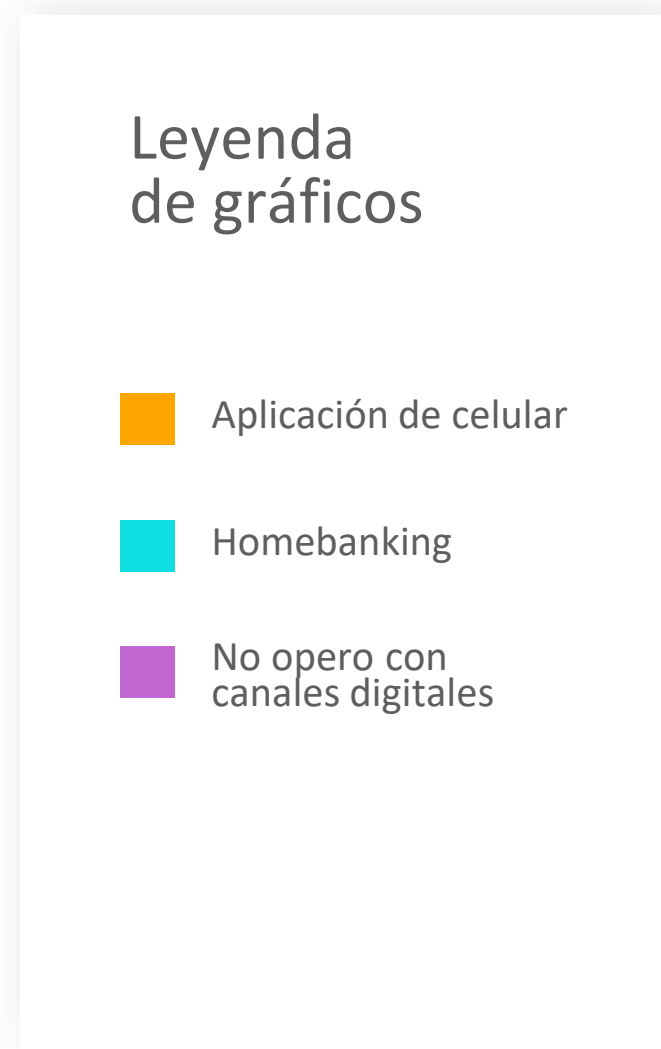 Leyenda
de gráficos
Aplicación de celular
Homebanking
No opero con
canales digitales